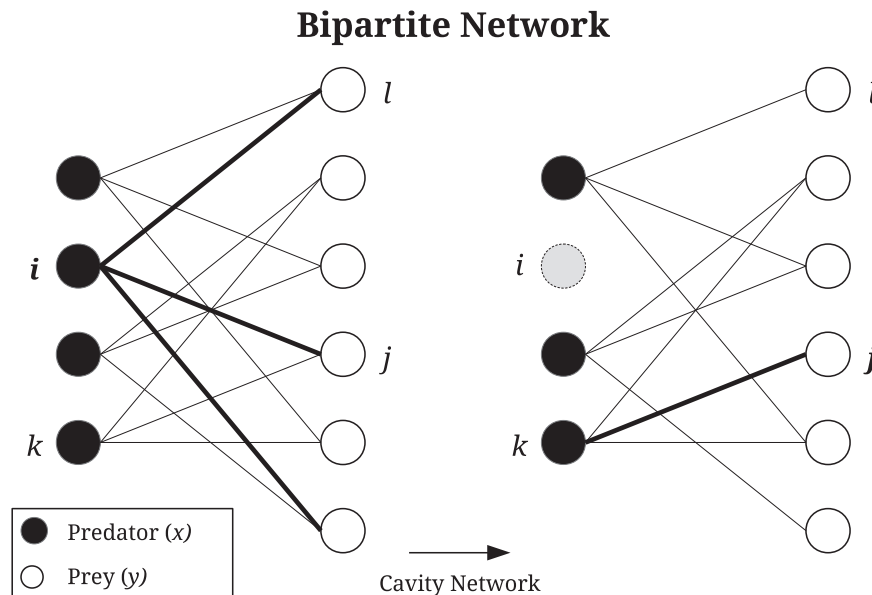 Bipartite Network
l
i
j
k
Predator (x)
Prey (y)
Cavity Network
l
i
j
k